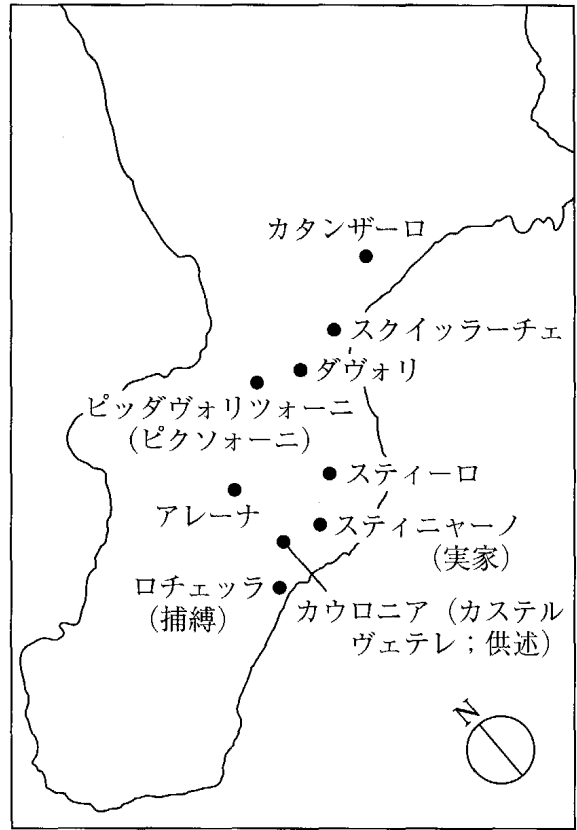 カタンザーロ
スクイッラーチェ
ダヴォリ
ピッダヴォリツォーニ
(ピクソォーニ)
スティーロ
アレーナ
スティニャーノ
(実家)
ロチェッラ
(捕縛)
カウロニア(カステル
ヴェテレ;供述)
N